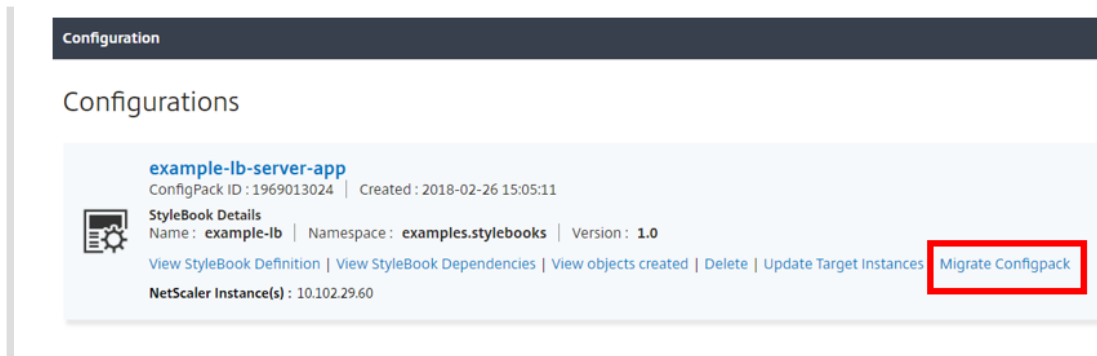 Configuration
Configurations
example-lb-server-app
ConfigPack ID : 1969013024 | Created : 2018-02-26 15:05:11
StyleBook Details
Name : example-lb | Namespace : examples.stylebooks | Version : 1.0
View StyleBook Definition | View StyleBook Dependencies | View objects created | Delete | Update Target Instances Migrate Configpack
NetScaler Instance(s) : 10.102.29.60